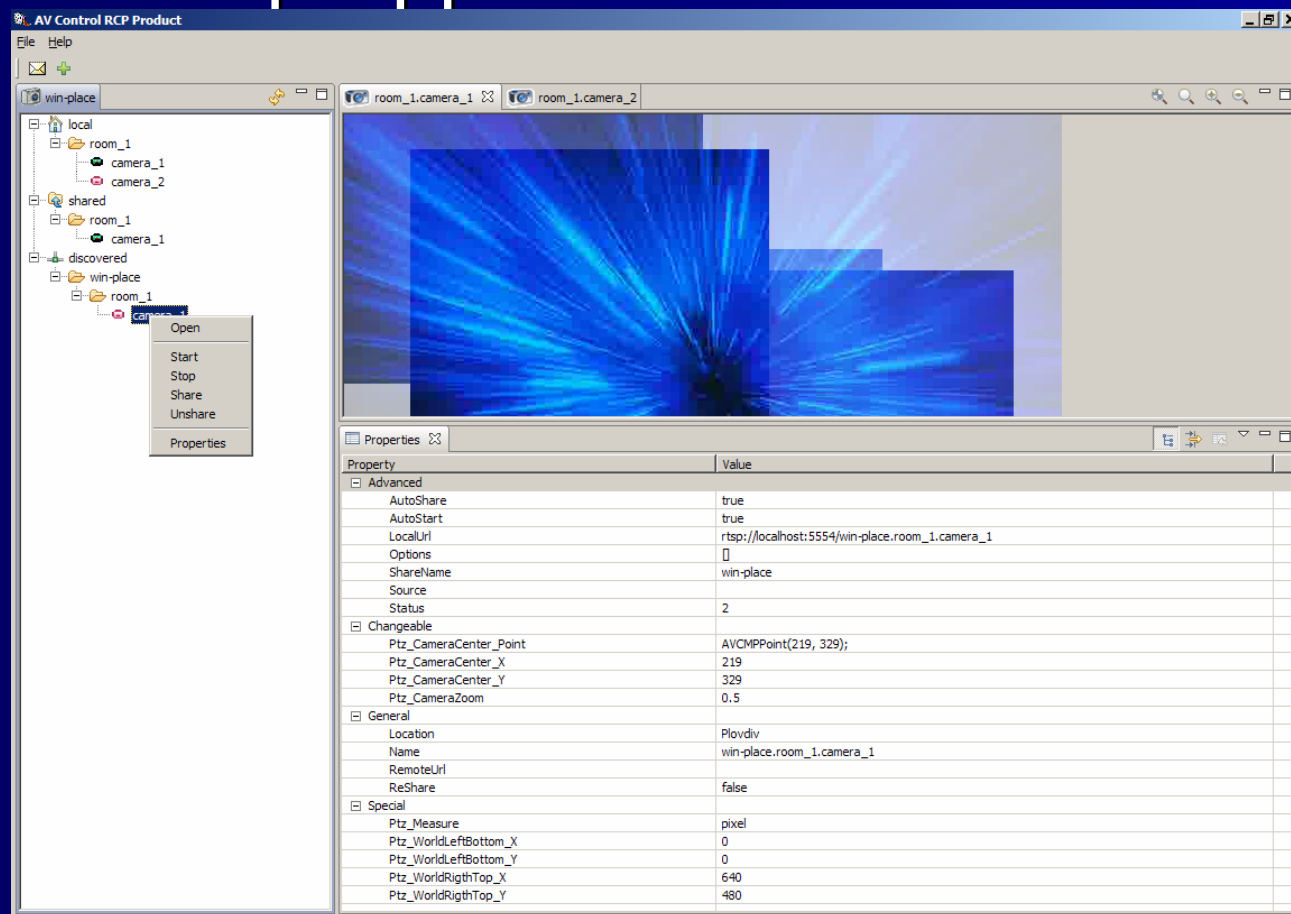 AV Control RCP Product
File Help
win-place
local
room_1
camera_1
camera_2
shared
room_1
camera_1
discovered
win-place
room_1
camera_1
Open
Start
Stop
Share
Unshare
Properties
room_1.camera_1 room_1.camera_2
Properties
Property Value
Advanced
AutoShare true
AutoStart true
LocalUrl rtsp://localhost:5554/win-place.room_1.camera_1
Options []
ShareName win-place
Source
Status 2
Changeable
Ptz_CameraCenter_Point AVCMPPoint(219, 329);
Ptz_CameraCenter_X 219
Ptz_CameraCenter_Y 329
Ptz_CameraZoom 0.5
General
Location Plovdiv
Name win-place.room_1.camera_1
RemoteUrl
ReShare false
Special
Ptz_Measure pixel
Ptz_WorldLeftBottom_X 0
Ptz_WorldLeftBottom_Y 0
Ptz_WorldRigthTop_X 640
Ptz_WorldRigthTop_Y 480